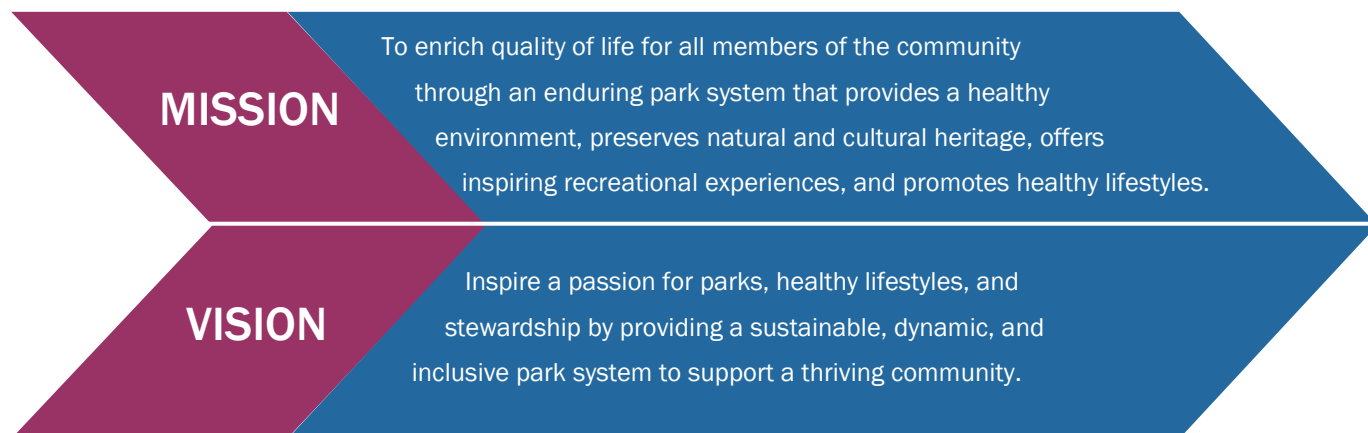 MISSION
To enrich quality of life for all members of the community
through an enduring park system that provides a healthy
environment, preserves natural and cultural heritage, offers
inspiring recreational experiences, and promotes healthy lifestyles.
VISION
Inspire a passion for parks, healthy lifestyles, and
stewardship by providing a sustainable, dynamic, and
inclusive park system to support a thriving community.